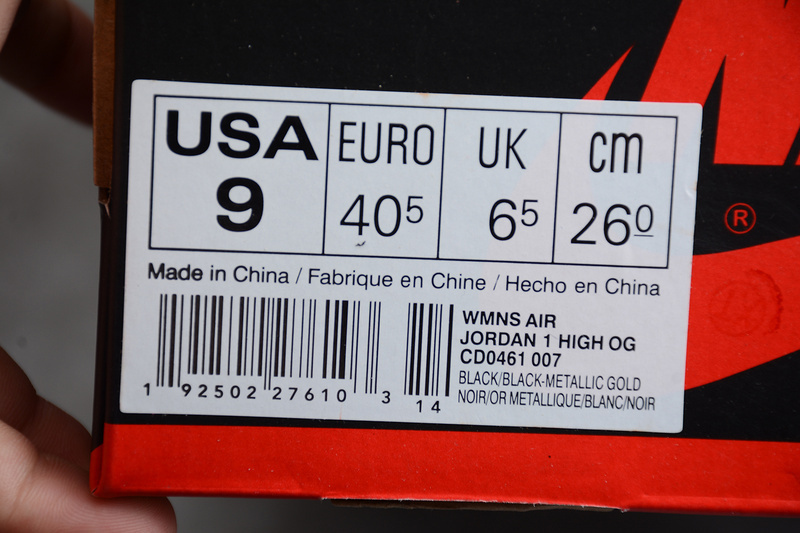 USA EURO UK cm
9 40⁵ 6⁵ 26⁰
Made in China / Fabrique en Chine / Hecho en China
WMNS AIR
JORDAN 1 HIGH OG
CD0461 007
BLACK/BLACK-METALLIC GOLD
NOIR/OR METALLIQUE/BLANC/NOIR
1 92502 27610 3 14
®